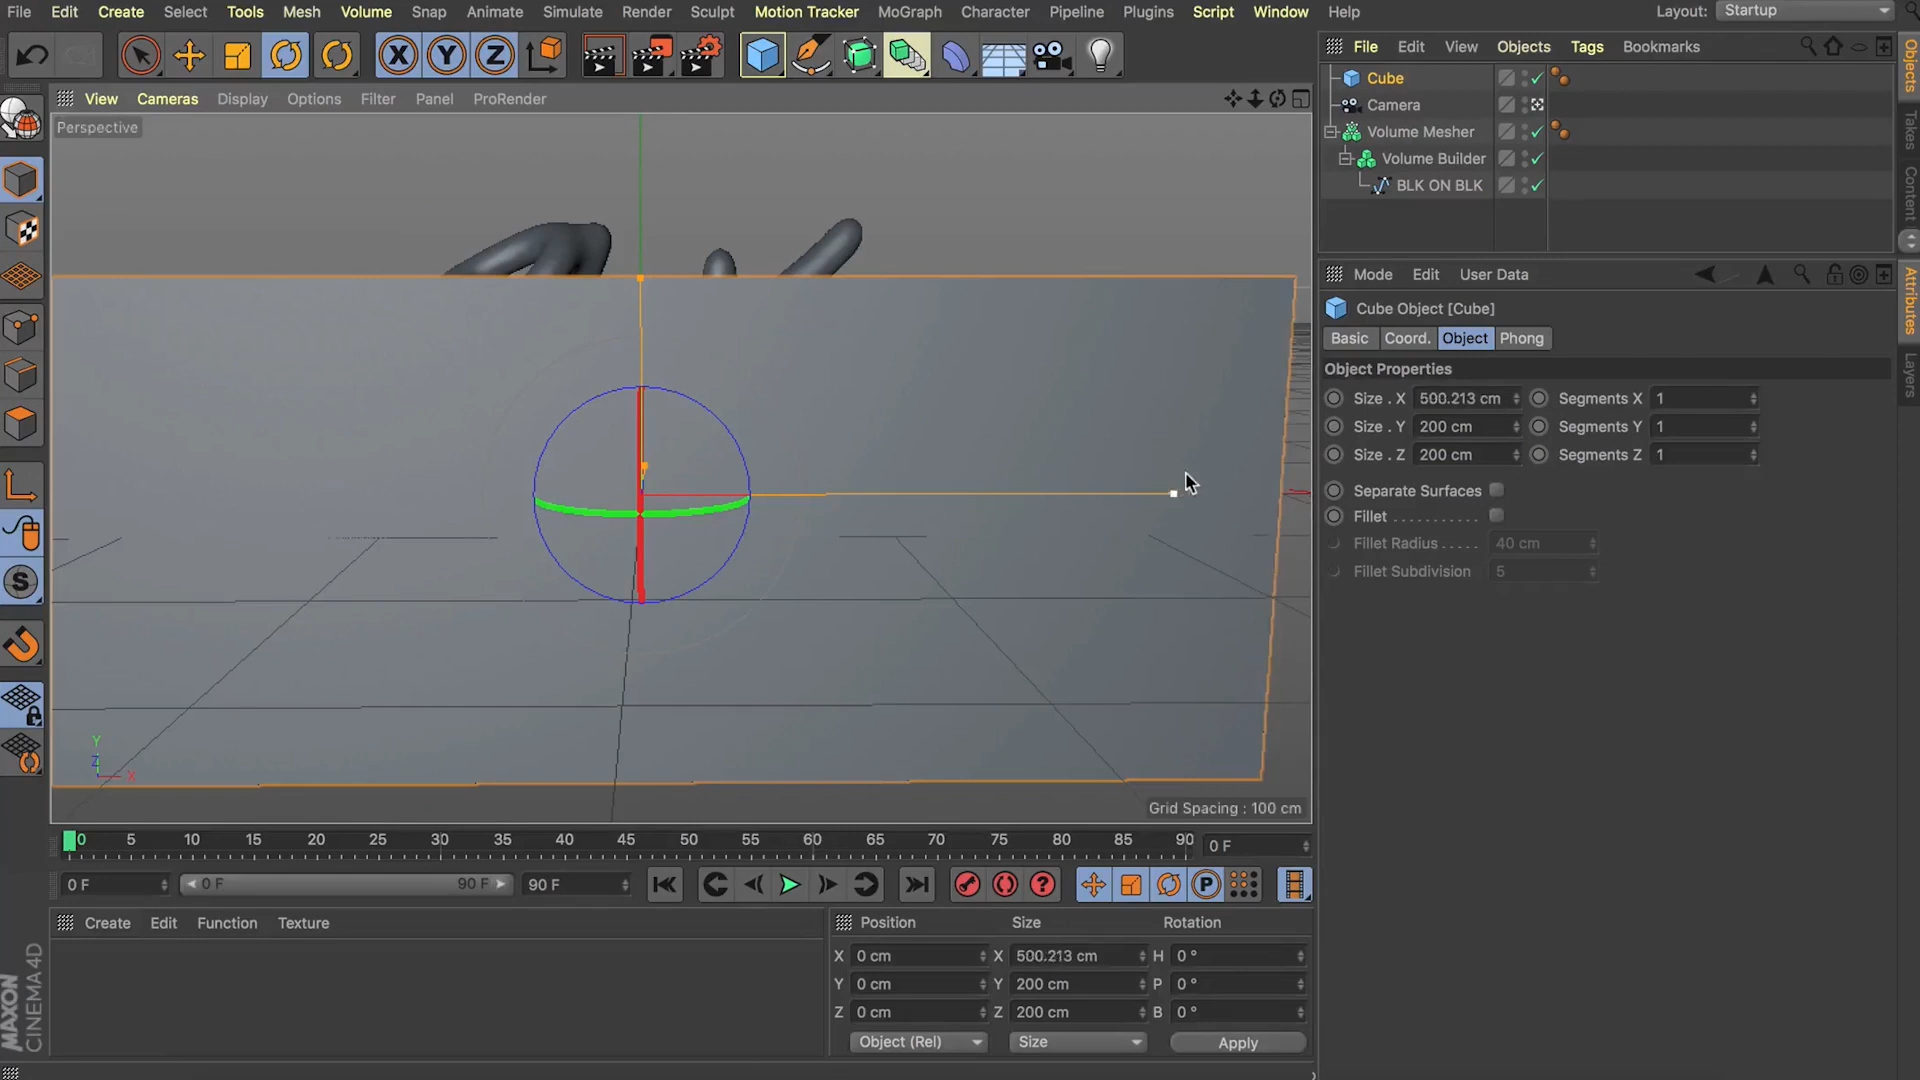 File Edit Create Select Tools Mesh Volume Snap Animate Simulate Render Sculpt Motion Tracker MoGraph Character Pipeline Plugins Script Window Help Layout: Startup
X Y Z
File Edit View Objects Tags Bookmarks
View Cameras Display Options Filter Panel ProRender
Perspective
Cube
Camera
Volume Mesher
Volume Builder
BLK ON BLK
Objects
Takes
Content
Mode Edit User Data
Cube Object [Cube]
Basic Coord. Object Phong
Object Properties
Size . X 500.213 cm Segments X 1
Size . Y 200 cm Segments Y 1
Size . Z 200 cm Segments Z 1
Separate Surfaces
Fillet . . . . . . . . . .
Fillet Radius . . . . . 40 cm
Fillet Subdivision 5
Attributes
Layers
S
Y
Z
X
Grid Spacing : 100 cm
0 5 10 15 20 25 30 35 40 45 50 55 60 65 70 75 80 85 90 0 F
0 F 0 F 90 F 90 F ? P
Create Edit Function Texture
Position Size Rotation
X 0 cm X 500.213 cm H 0 °
Y 0 cm Y 200 cm P 0 °
Z 0 cm Z 200 cm B 0 °
Object (Rel) Size Apply
MAXON
CINEMA4D